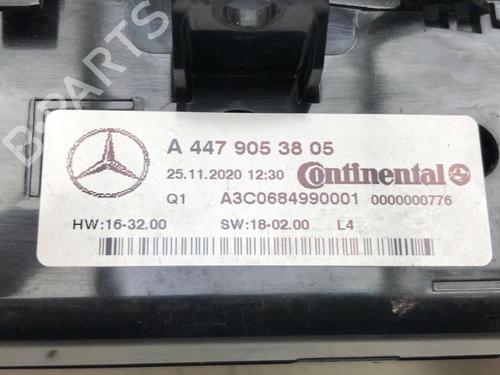 B PARTS
A 447 905 38 05
25.11.2020 12:30 Continental
Q1 A3C0684990001 0000000776
HW:16-32.00 SW:18-02.00 L4